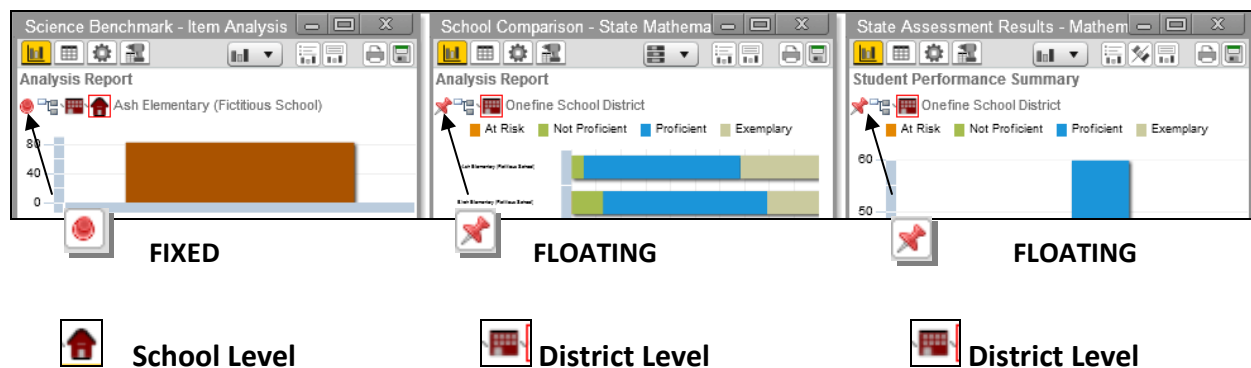 Science Benchmark - Item Analysis
Analysis Report
Ash Elementary (Fictitious School)
80
40
0
School Comparison - State Mathema
Analysis Report
Onefine School District
At Risk Not Proficient Proficient Exemplary
State Assessment Results - Mathem
Student Performance Summary
Onefine School District
At Risk Not Proficient Proficient Exemplary
60
50
FIXED
FLOATING
FLOATING
School Level
District Level
District Level